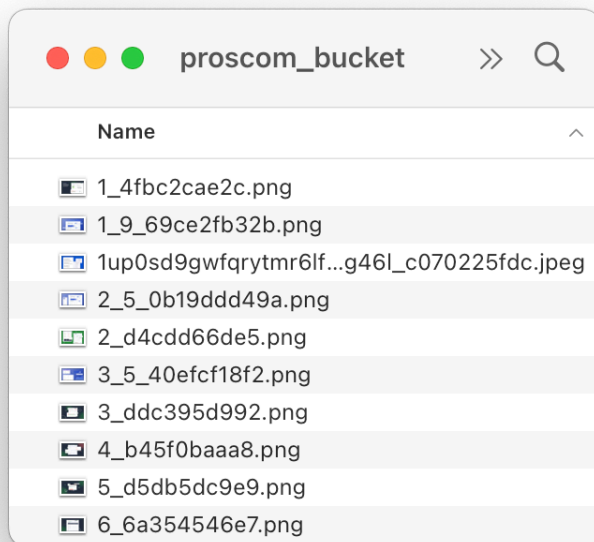 proscom_bucket
Name
1_4fbc2cae2c.png
1_9_69ce2fb32b.png
1up0sd9gwfqrytmr6lf...g46l_c070225fdc.jpeg
2_5_0b19ddd49a.png
2_d4cdd66de5.png
3_5_40efcf18f2.png
3_ddc395d992.png
4_b45f0baaa8.png
5_d5db5dc9e9.png
6_6a354546e7.png